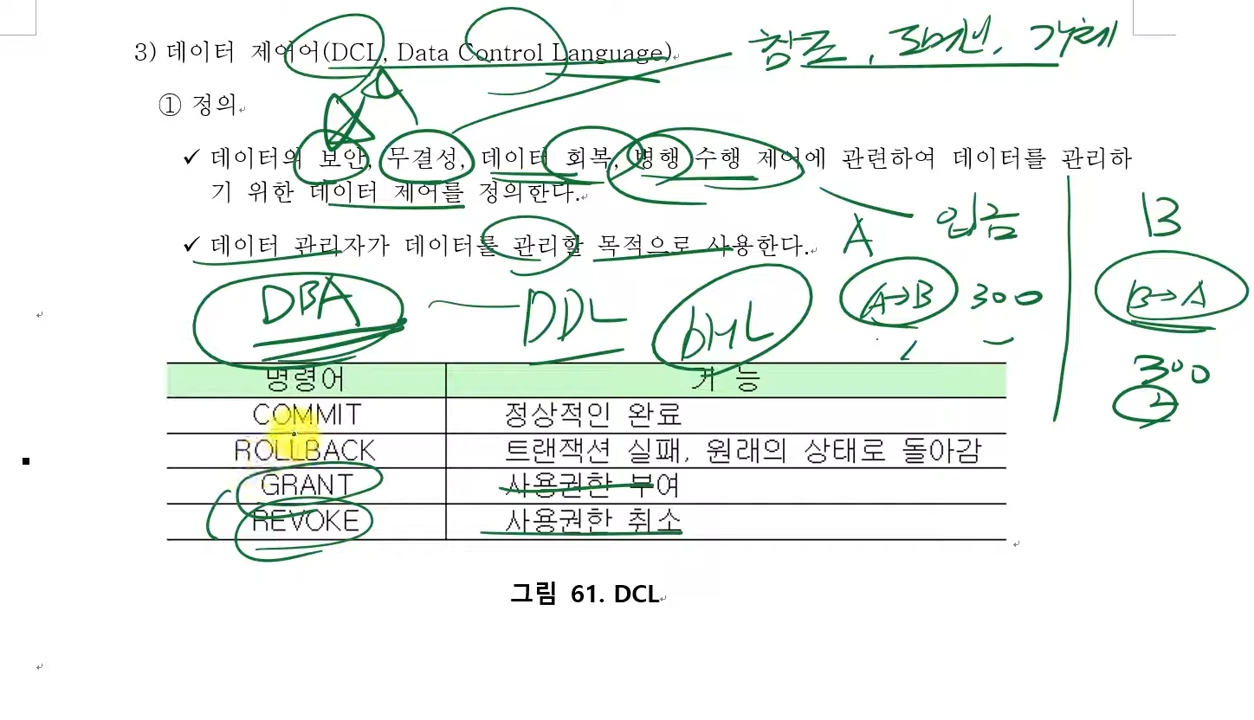 3) 데이터 제어어(DCL, Data Control Language)
참조, 도메인, 개체
① 정의
✓ 데이터의 보안, 무결성, 데이터 회복, 병행 수행 제어에 관련하여 데이터를 관리하
기 위한 데이터 제어를 정의한다.
✓ 데이터 관리자가 데이터를 관리할 목적으로 사용한다.
A 입금 B
DBA DDL DML
A→B 300 B→A
300
명령어 기 능
COMMIT 정상적인 완료
ROLLBACK 트랜잭션 실패, 원래의 상태로 돌아감
GRANT 사용권한 부여
REVOKE 사용권한 취소
그림 61. DCL